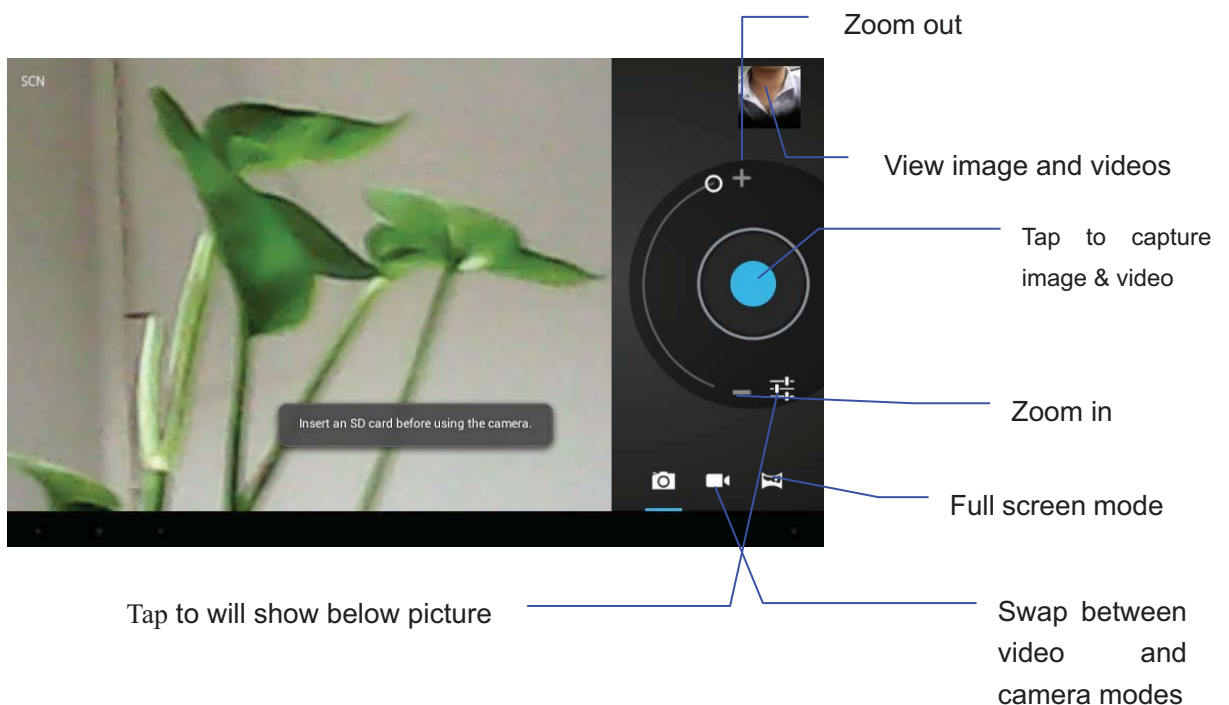 Zoom out
SCN
View image and videos
Tap to capture
image & video
Insert an SD card before using the camera.
Zoom in
Full screen mode
Tap to will show below picture
Swap between
video and
camera modes